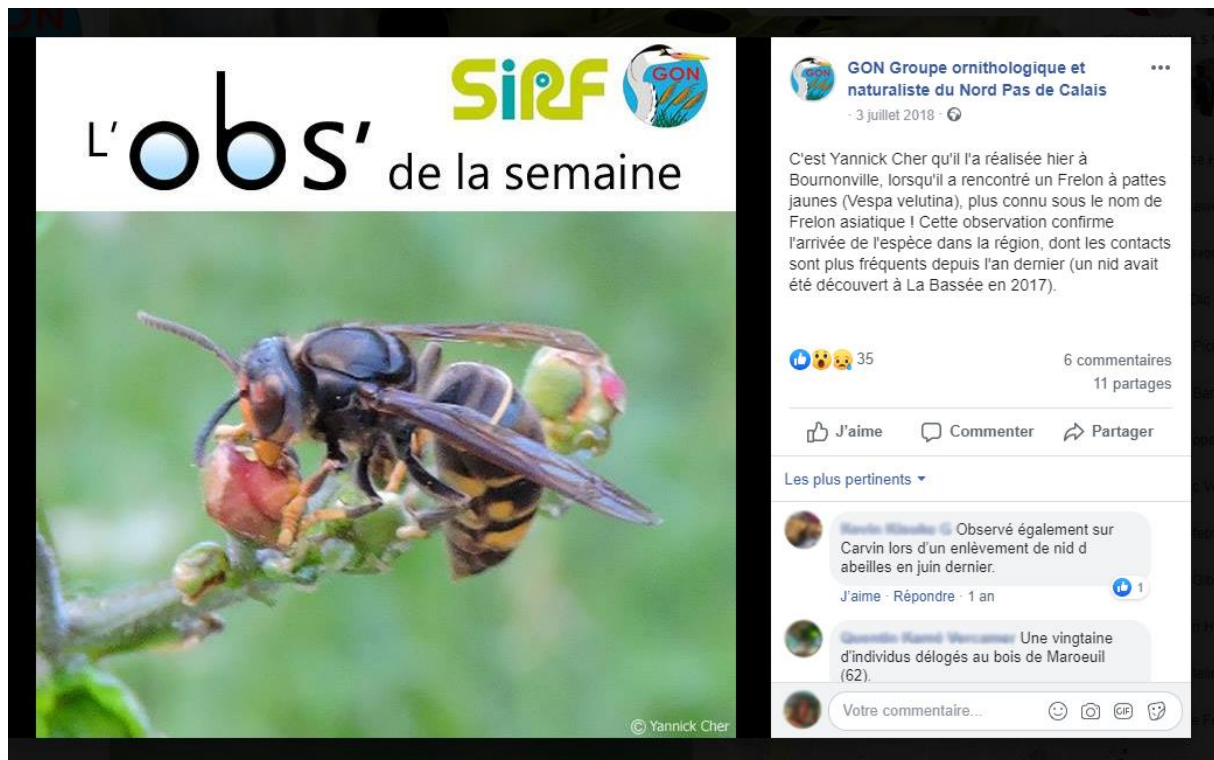 SiRF
GON
L'obs' de la semaine
© Yannick Cher
GON
GON Groupe ornithologique et
naturaliste du Nord Pas de Calais
· 3 juillet 2018 ·
C'est Yannick Cher qu'il l'a réalisée hier à
Bournonville, lorsqu'il a rencontré un Frelon à pattes
jaunes (Vespa velutina), plus connu sous le nom de
Frelon asiatique ! Cette observation confirme
l'arrivée de l'espèce dans la région, dont les contacts
sont plus fréquents depuis l'an dernier (un nid avait
été découvert à La Bassée en 2017).
35
6 commentaires
11 partages
J'aime Commenter Partager
Les plus pertinents
Observé également sur
Carvin lors d'un enlèvement de nid d
abeilles en juin dernier.
1
J'aime · Répondre · 1 an
Une vingtaine
d'individus délogés au bois de Maroeuil
(62).
Votre commentaire...
GIF